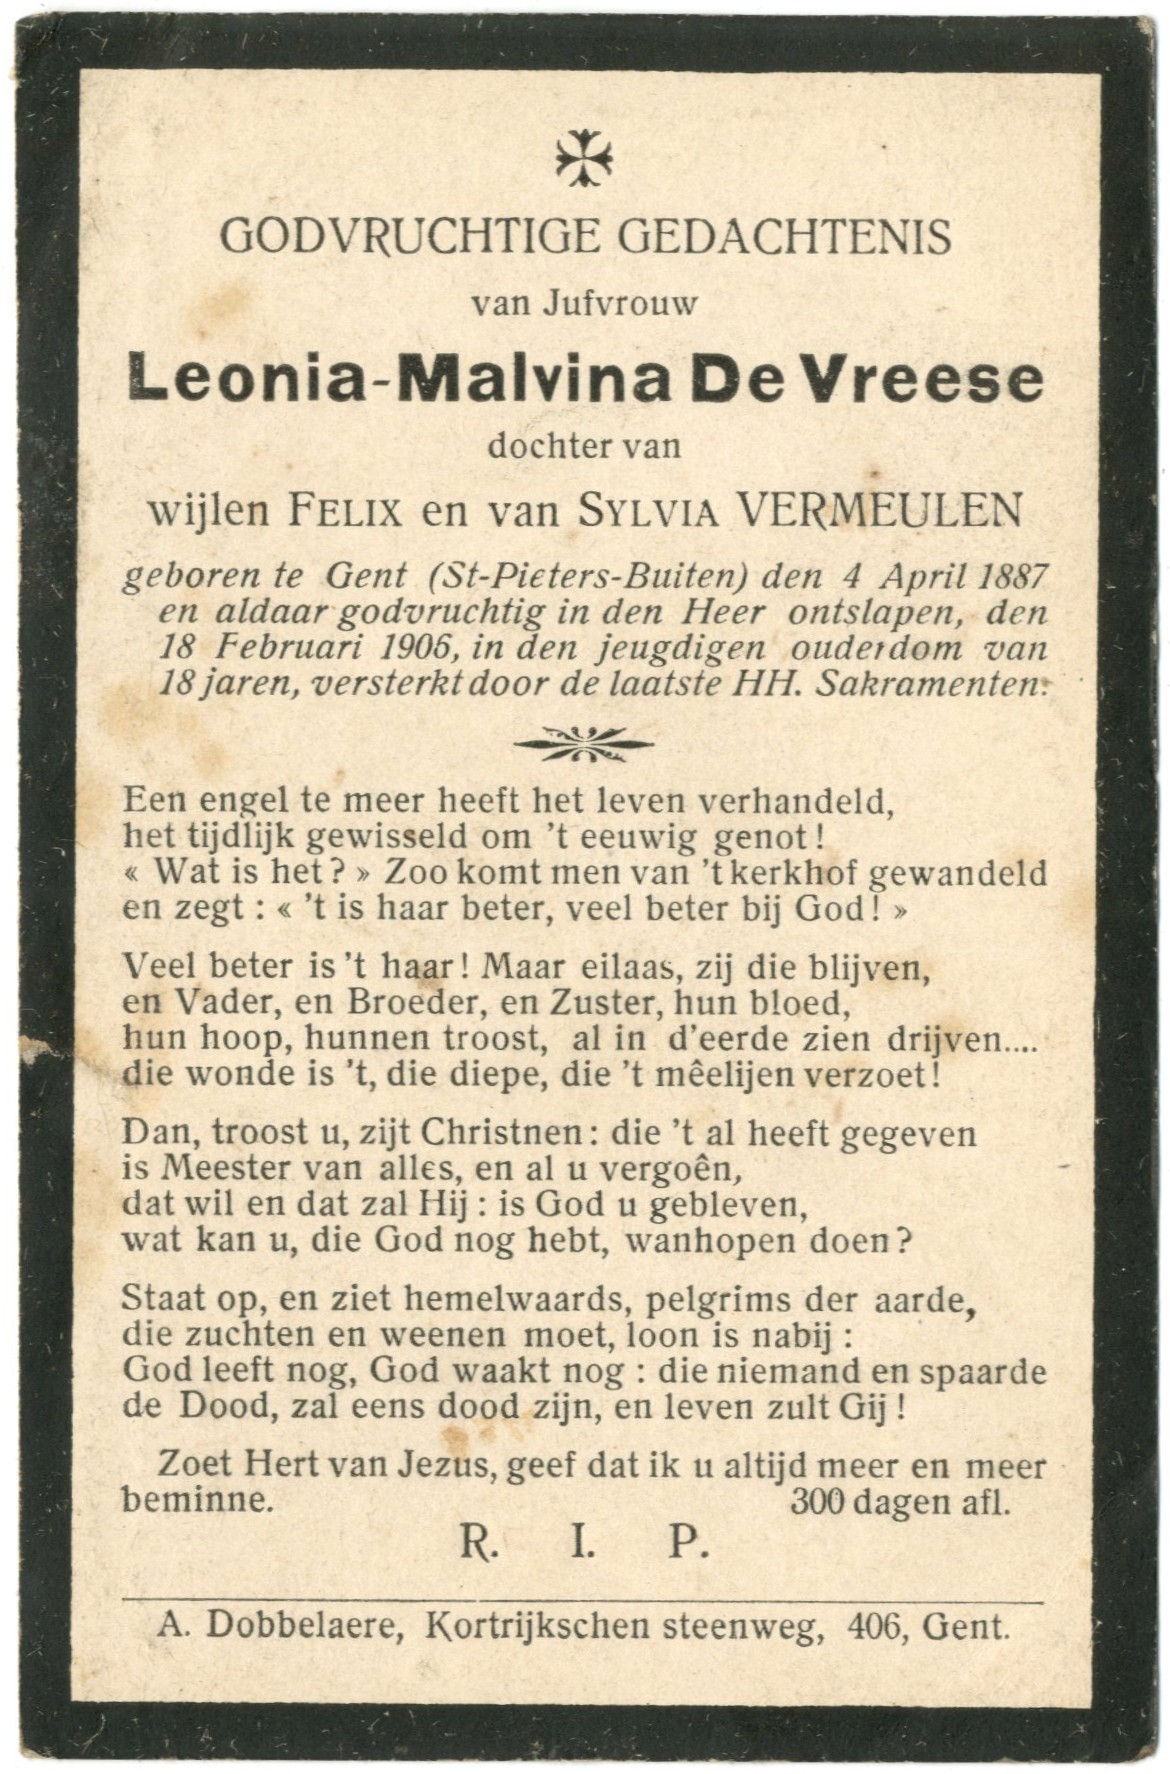 GODVRUCHTIGE GEDACHTENIS
van Jufvrouw
Leonia-Malvina De Vreese
dochter van
wijlen FELIX en van SYLVIA VERMEULEN
geboren te Gent (St-Pieters-Buiten) den 4 April 1887
en aldaar godvruchtig in den Heer ontslapen, den
18 Februari 1906, in den jeugdigen ouderdom van
18 jaren, versterkt door de laatste HH. Sakramenten.
Een engel te meer heeft het leven verhandeld,
het tijdlijk gewisseld om 't eeuwig genot!
« Wat is het? » Zoo komt men van 't kerkhof gewandeld
en zegt : « 't is haar beter, veel beter bij God! »
Veel beter is 't haar! Maar eilaas, zij die blijven,
en Vader, en Broeder, en Zuster, hun bloed,
hun hoop, hunnen troost, al in d'eerde zien drijven....
die wonde is 't, die diepe, die 't mêelijen verzoet!
Dan, troost u, zijt Christnen : die 't al heeft gegeven
is Meester van alles, en al u vergoên,
dat wil en dat zal Hij : is God u gebleven,
wat kan u, die God nog hebt, wanhopen doen?
Staat op, en ziet hemelwaards, pelgrims der aarde,
die zuchten en weenen moet, loon is nabij :
God leeft nog, God waakt nog : die niemand en spaarde
de Dood, zal eens dood zijn, en leven zult Gij!
Zoet Hert van Jezus, geef dat ik u altijd meer en meer
beminne. 300 dagen afl.
R. I. P.
A. Dobbelaere, Kortrijkschen steenweg, 406, Gent.